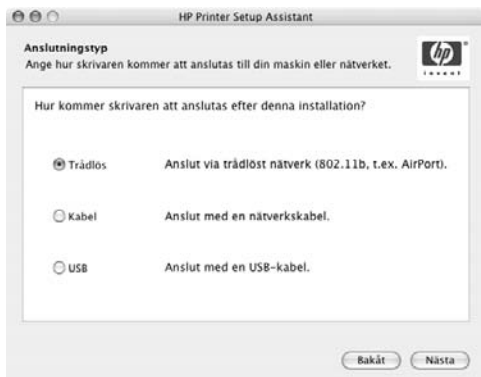 HP Printer Setup Assistant
Anslutningstyp
Ange hur skrivaren kommer att anslutas till din maskin eller nätverket.
hp
invent
Hur kommer skrivaren att anslutas efter denna installation?
Trådlös Anslut via trådlöst nätverk (802.11b, t.ex. AirPort).
Kabel Anslut med en nätverkskabel.
USB Anslut med en USB-kabel.
Bakåt Nästa